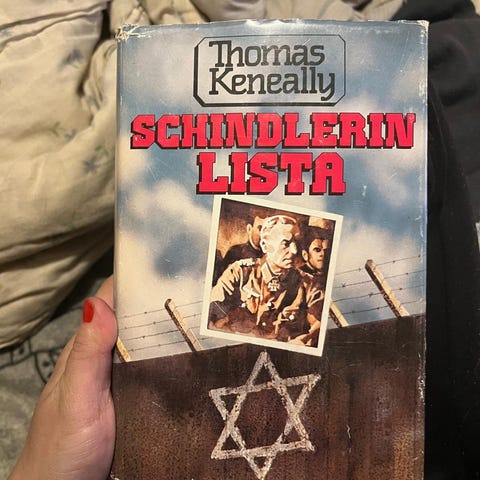 Thomas
Keneally
SCHINDLERIN
LISTA